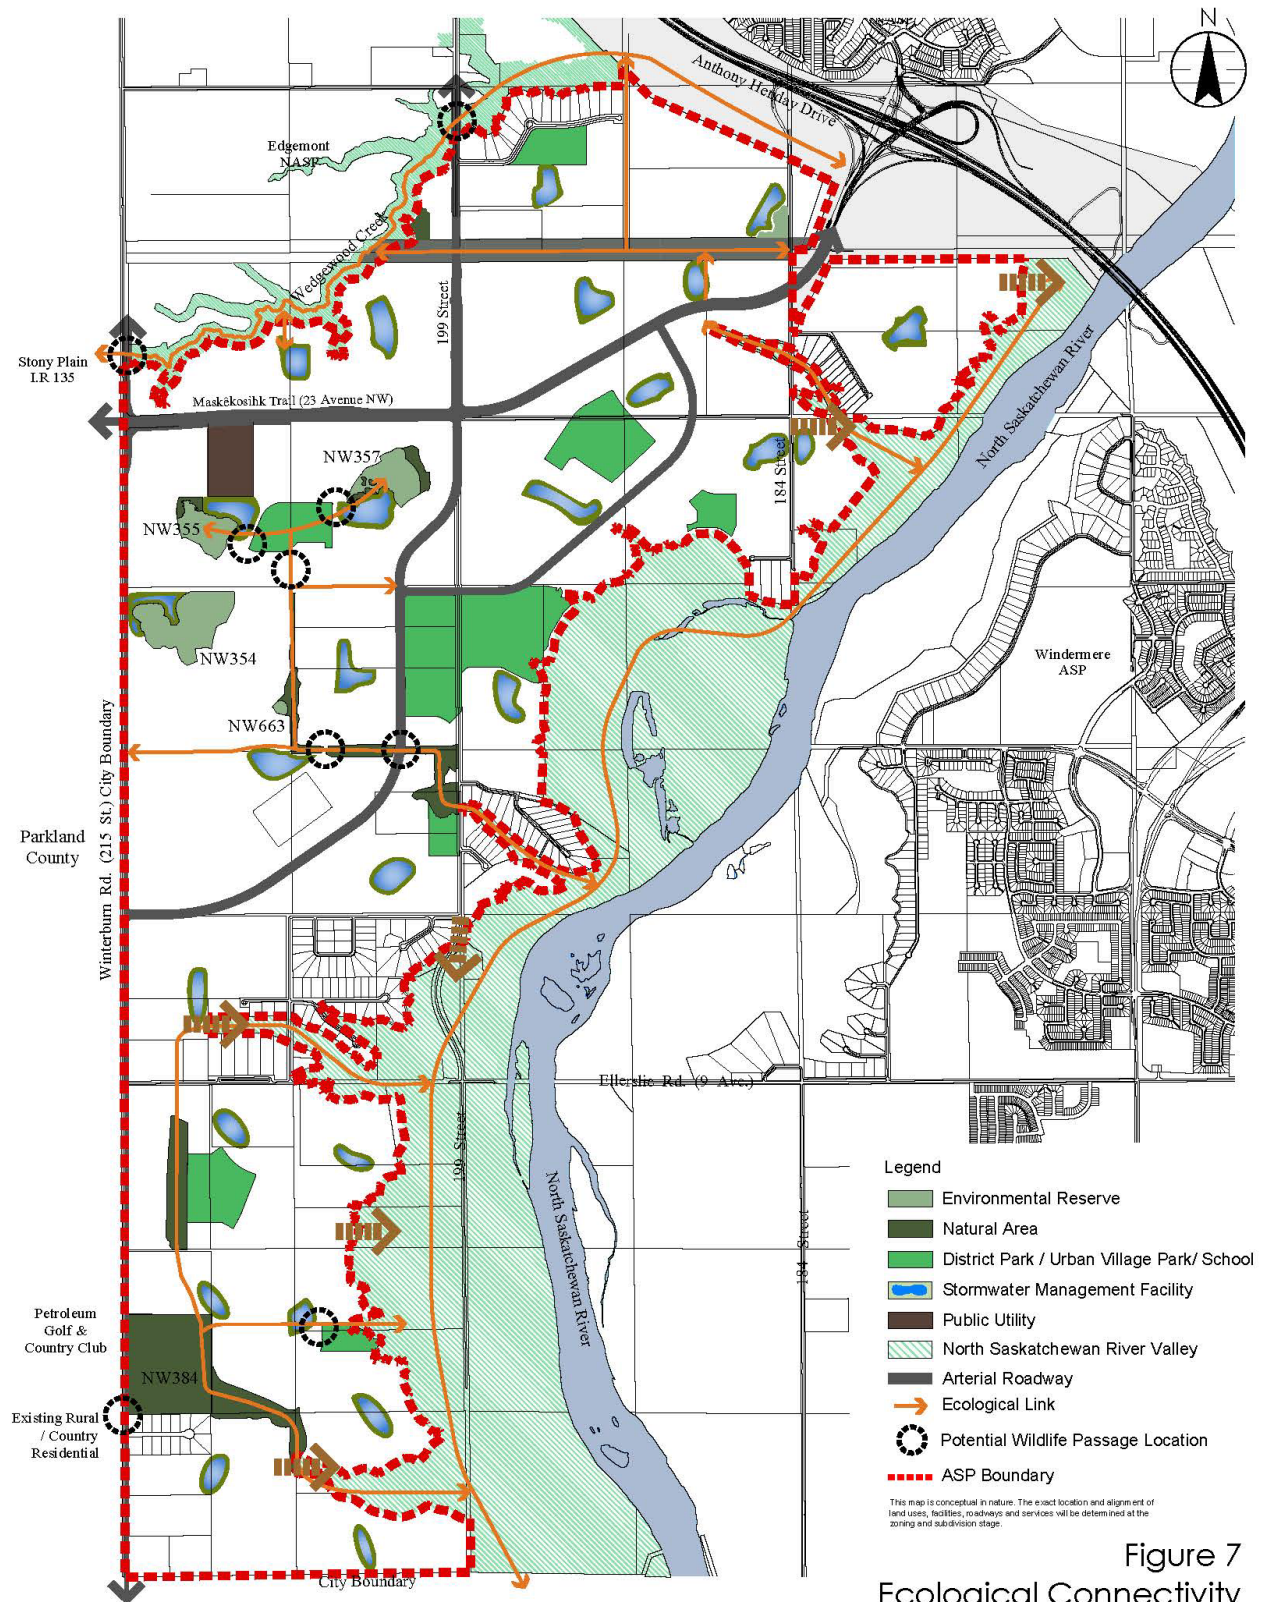 N
Anthony Henday Drive
Edgemont
NASP
Wedgewood Creek
199 Street
Stony Plain
I.R 135
Maskêkosihk Trail (23 Avenue NW)
North Saskatchewan River
NW357
184 Street
NW355
NW354
Windermere
ASP
NW663
Winterburn Rd. (215 St.) City Boundary
Parkland
County
Ellerslie Rd. (9 Ave.)
199 Street
North Saskatchewan River
184 Street
Petroleum
Golf &
Country Club
NW384
Existing Rural
/ Country
Residential
City Boundary
Legend
Environmental Reserve
Natural Area
District Park / Urban Village Park/ School
Stormwater Management Facility
Public Utility
North Saskatchewan River Valley
Arterial Roadway
Ecological Link
Potential Wildlife Passage Location
ASP Boundary
This map is conceptual in nature. The exact location and alignment of
land uses, facilities, roadways and services will be determined at the
zoning and subdivision stage.
Figure 7
Ecological Connectivity